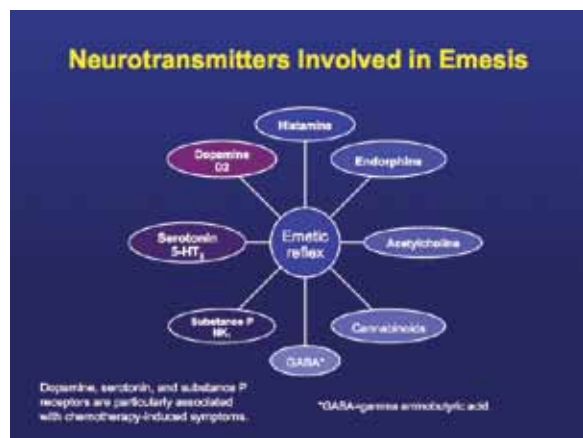 Neurotransmitters Involved in Emesis
Histamine
Endorphins
Acetylcholine
Cannabinoids
GABA*
Substance P
NK₁
Serotonin
5-HT₃
Dopamine
D2
Emetic
reflex
Dopamine, serotonin, and substance P
receptors are particularly associated
with chemotherapy-induced symptoms.
*GABA=gamma aminobutyric acid